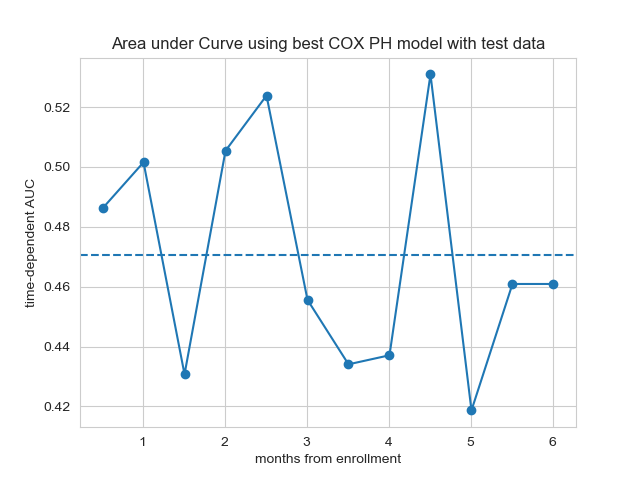 Area under Curve using best COX PH model with test data
time-dependent AUC
0.52
0.50
0.48
0.46
0.44
0.42
1 2 3 4 5 6
months from enrollment